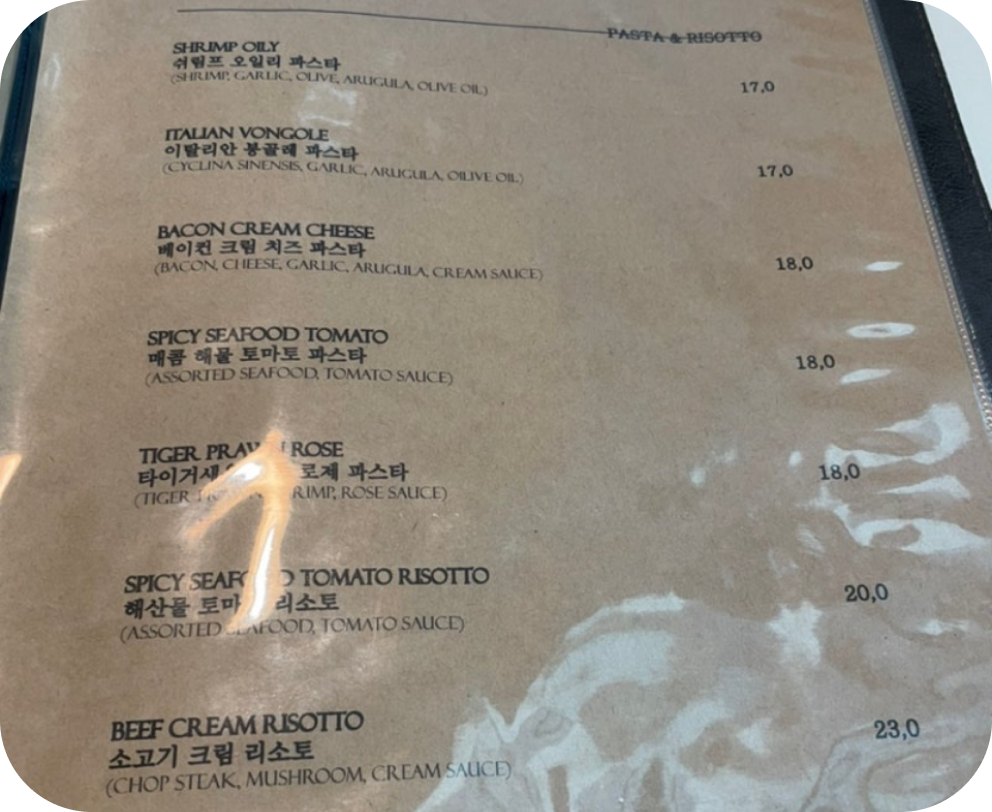 PASTA & RISOTTO
SHRIMP OILY
쉬림프 오일리 파스타
(SHRIMP, GARLIC, OLIVE, ARUGULA, OLIVE OIL)
17,0
ITALIAN VONGOLE
이탈리안 봉골레 파스타
(CYCLINA SINENSIS, GARLIC, ARUGULA, OILIVE OIL)
17,0
BACON CREAM CHEESE
베이컨 크림 치즈 파스타
(BACON, CHEESE, GARLIC, ARUGULA, CREAM SAUCE)
18,0
SPICY SEAFOOD TOMATO
매콤 해물 토마토 파스타
(ASSORTED SEAFOOD, TOMATO SAUCE)
18,0
TIGER PRAWN ROSE
로제 파스타
(TIGER SHRIMP, ROSE SAUCE)
18,0
SPICY SEAFOOD TOMATO RISOTTO
해산물 토마토 리소토
(ASSORTED SEAFOOD, TOMATO SAUCE)
20,0
BEEF CREAM RISOTTO
소고기 크림 리소토
(CHOP STEAK, MUSHROOM, CREAM SAUCE)
23,0